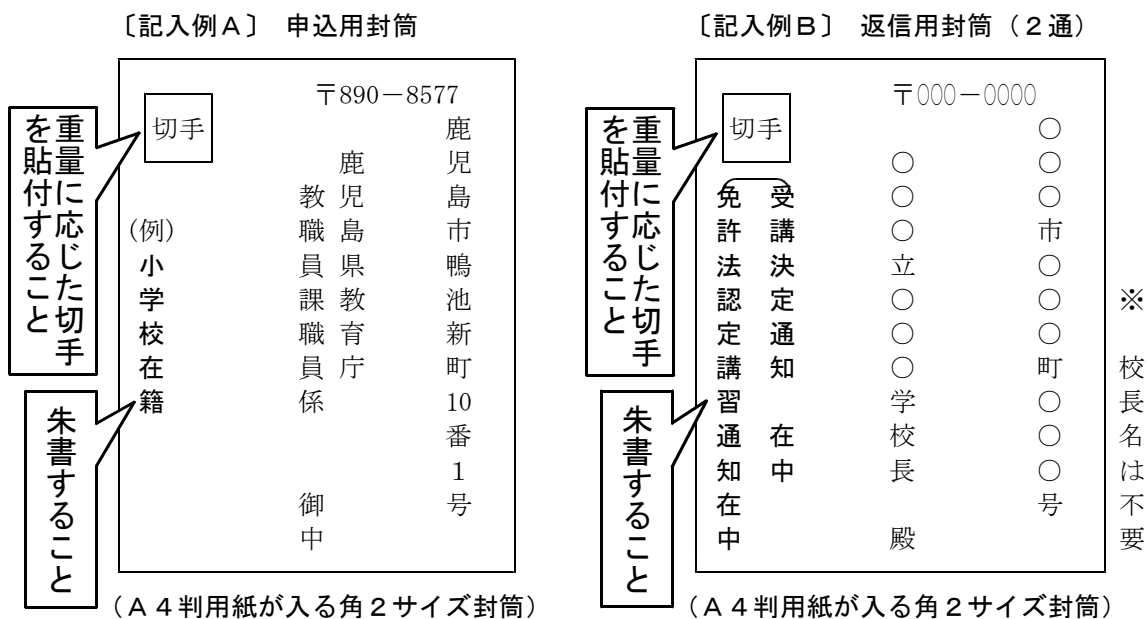 〔記入例Ａ〕　申込用封筒
〒890－8577
鹿児島市鴨池新町10番１号
鹿児島県教育庁
教職員課職員係　御中
切手
(例)
小学校在籍
重量に応じた切手
を貼付すること
朱書すること
（Ａ４判用紙が入る角２サイズ封筒）
〔記入例Ｂ〕　返信用封筒（２通）
〒000－0000
○○○市○○○町○○○号
○○○立○○○学校長　殿
切手
受講決定通知　在中
免許法認定講習通知在中
重量に応じた切手
を貼付すること
朱書すること
※　校長名は不要
（Ａ４判用紙が入る角２サイズ封筒）